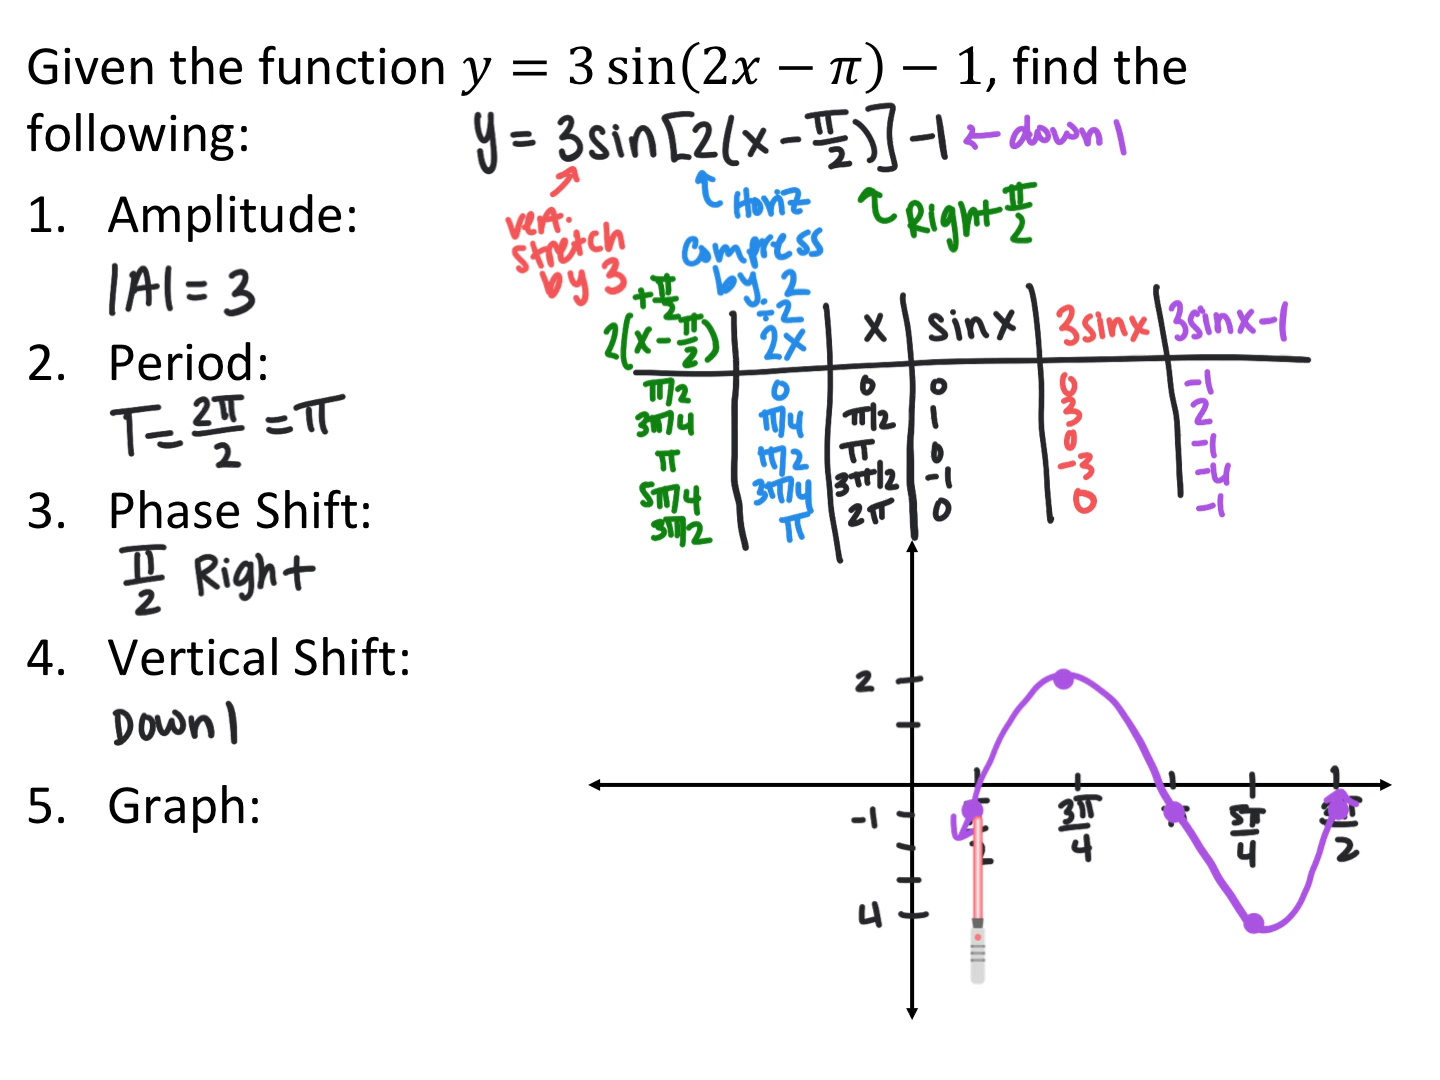 Given the function y = 3 sin(2x − π) − 1, find the
following:
y = 3sin[2(x-π/2)] -1 ← down 1
vert. stretch by 3
Horiz compress by 2
Right π/2
1. Amplitude:
|A| = 3
2. Period:
T = 2π/2 = π
3. Phase Shift:
π/2 Right
4. Vertical Shift:
Down 1
5. Graph:
+π/2 ÷2
2(x-π/2) 2x x sinx 3sinx 3sinx-1
π/2 0 0 0 0 -1
3π/4 π/4 π/2 1 3 2
π π/2 π 0 0 -1
5π/4 3π/4 3π/2 -1 -3 -4
3π/2 π 2π 0 0 -1
2
-1
4
π/2 3π/4 π 5π/4 3π/2